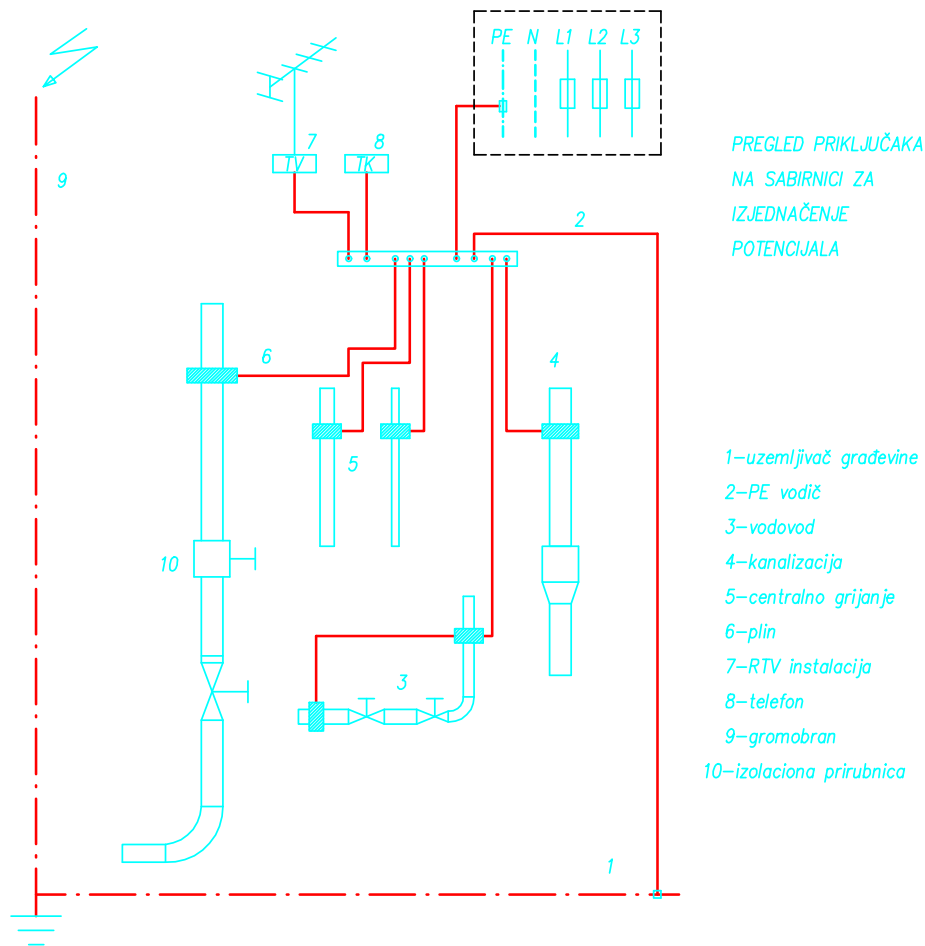 PE N L1 L2 L3
9
7
8
TV
TK
PREGLED PRIKLJUČAKA
NA SABIRNICI ZA
IZJEDNAČENJE
POTENCIJALA
2
6
4
5
10
3
1
1-uzemljivač građevine
2-PE vodič
3-vodovod
4-kanalizacija
5-centralno grijanje
6-plin
7-RTV instalacija
8-telefon
9-gromobran
10-izolaciona prirubnica